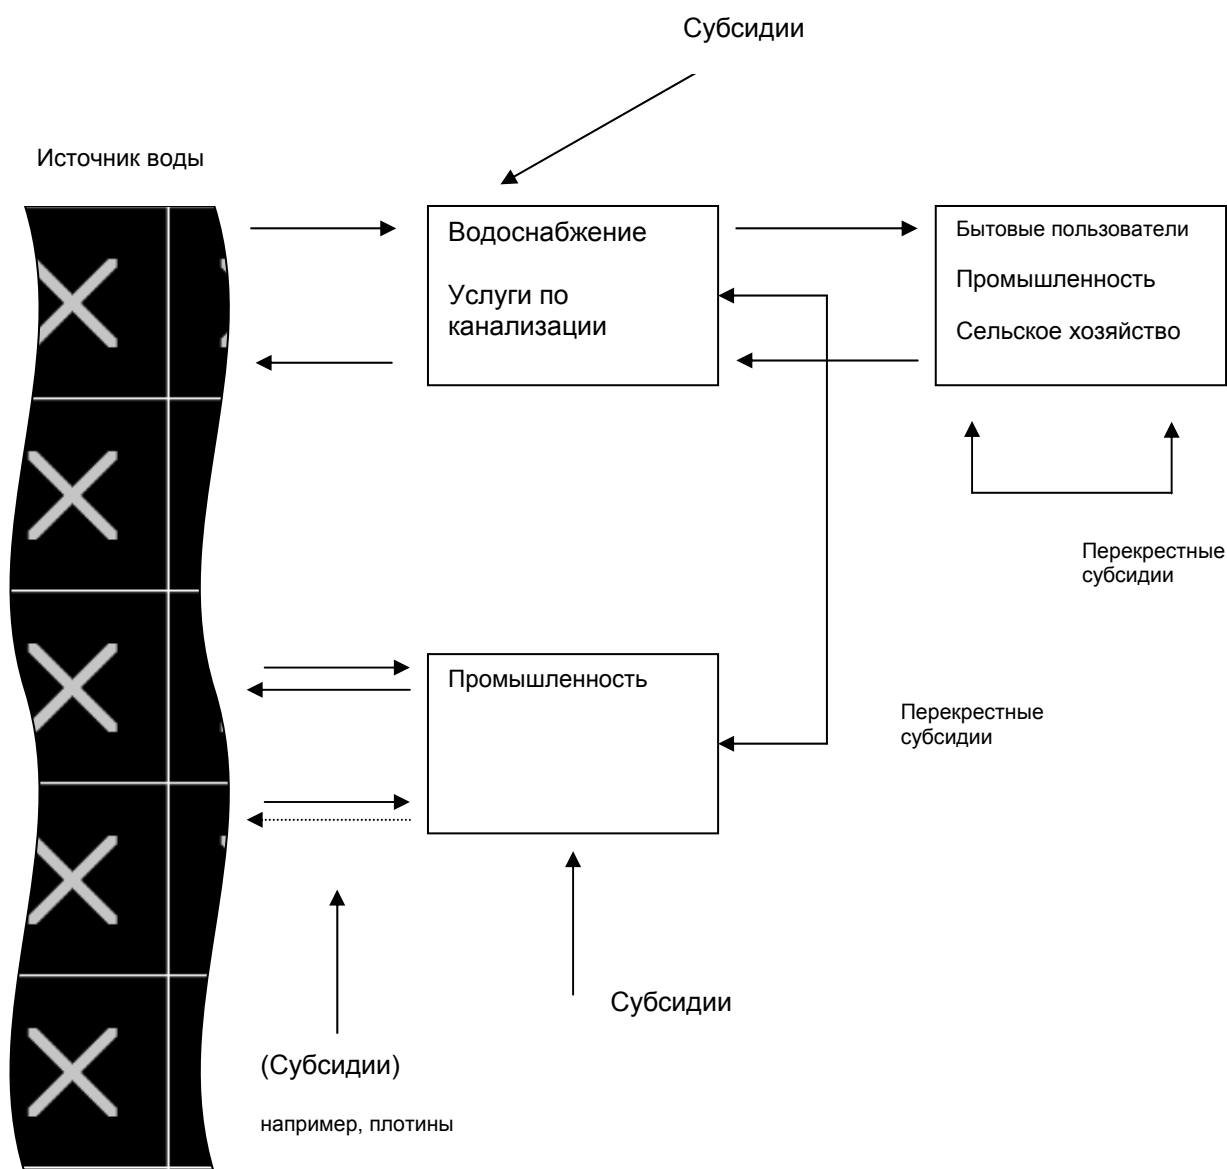 Субсидии
Источник воды
Водоснабжение
Услуги по
канализации
Бытовые пользователи
Промышленность
Сельское хозяйство
Перекрестные
субсидии
Промышленность
Перекрестные
субсидии
Субсидии
(Субсидии)
например, плотины